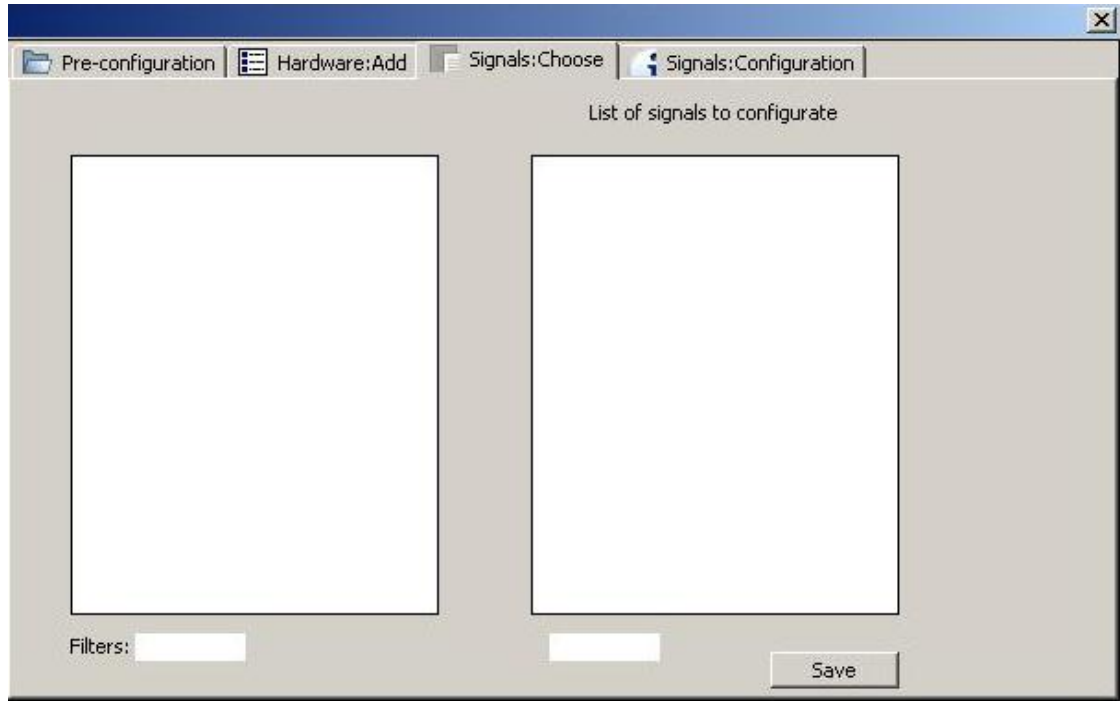 Pre-configuration Hardware:Add Signals:Choose Signals:Configuration
List of signals to configurate
Filters:
Save